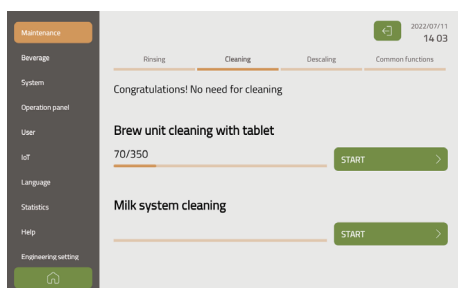 Maintenance
Beverage
System
Operation panel
User
IoT
Language
Statistics
Help
Engineering setting
2022/07/11
14 03
Rinsing Cleaning Descaling Common functions
Congratulations! No need for cleaning
Brew unit cleaning with tablet
70/350
START
Milk system cleaning
START